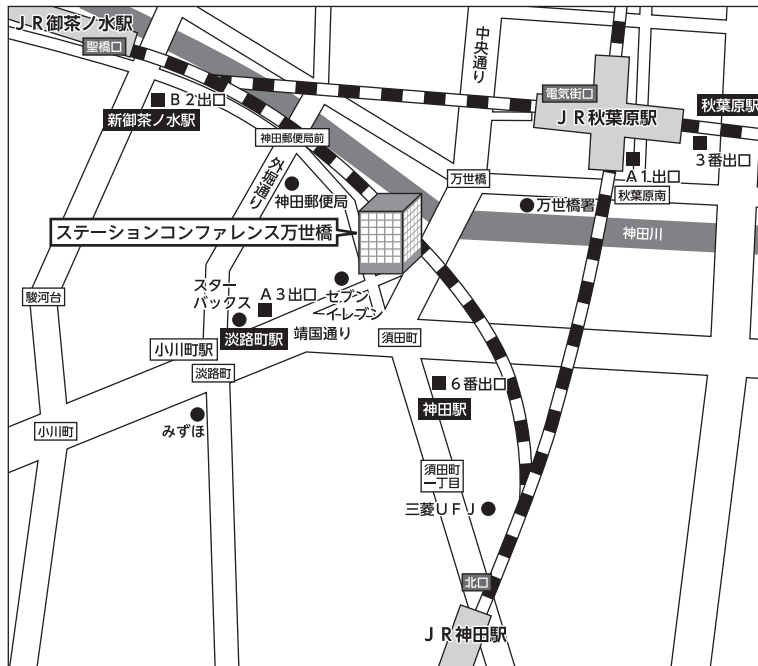 ＪＲ御茶ノ水駅
聖橋口
中央通り
電気街口
ＪＲ秋葉原駅
秋葉原駅
Ｂ２出口
新御茶ノ水駅
神田郵便局前
３番出口
Ａ１出口
外堀通り
神田郵便局
万世橋
万世橋署
秋葉原南
ステーションコンファレンス万世橋
神田川
スター
バックス
Ａ３出口
セブン
イレブン
駿河台
淡路町駅
靖国通り
須田町
小川町駅
淡路町
６番出口
神田駅
小川町
みずほ
須田町
一丁目
三菱ＵＦＪ
北口
ＪＲ神田駅